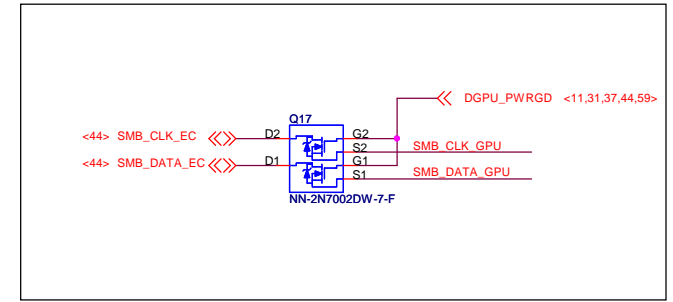 DGPU_PWRGD <11,31,37,44,59>
Q17
<44> SMB_CLK_EC D2 G2
S2 SMB_CLK_GPU
<44> SMB_DATA_EC D1 G1
S1 SMB_DATA_GPU
NN-2N7002DW-7-F